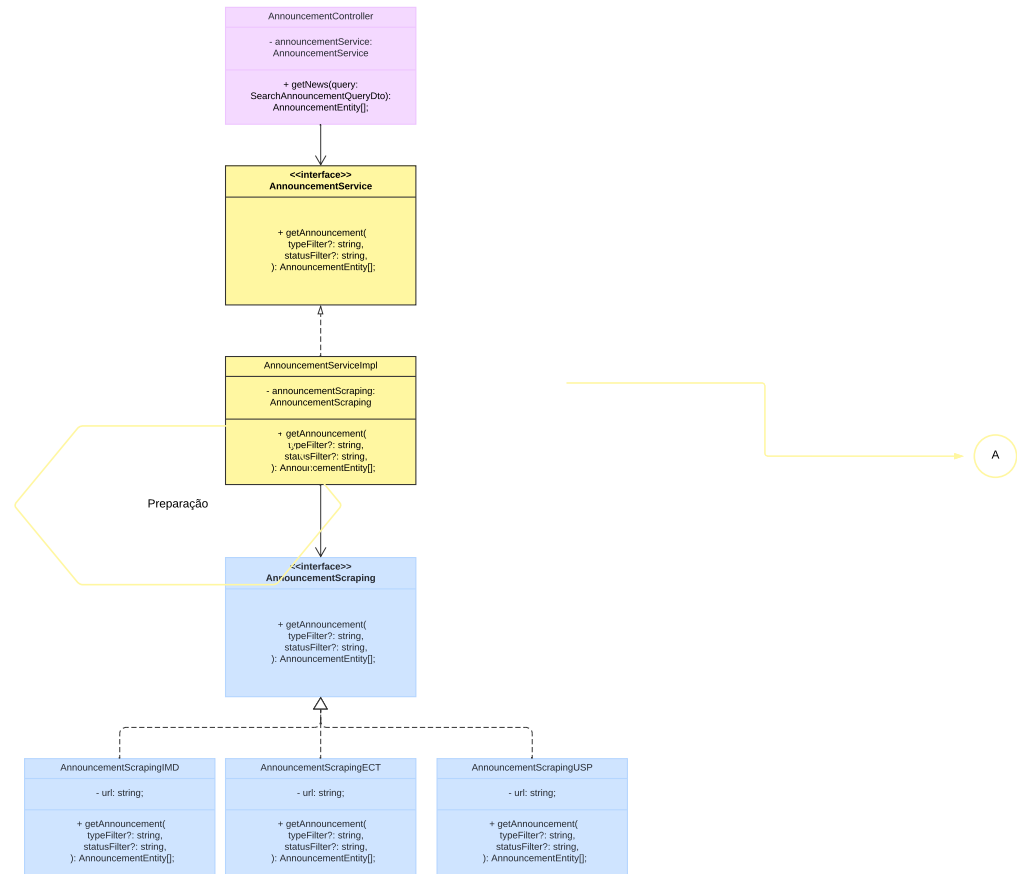 AnnouncementController
- announcementService:
AnnouncementService
+ getNews(query:
SearchAnnouncementQueryDto):
AnnouncementEntity[];
<<interface>>
AnnouncementService
+ getAnnouncement(
typeFilter?: string,
statusFilter?: string,
): AnnouncementEntity[];
AnnouncementServiceImpl
- announcementScraping:
AnnouncementScraping
+ getAnnouncement(
typeFilter?: string,
statusFilter?: string,
): AnnouncementEntity[];
A
Preparação
<<interface>>
AnnouncementScraping
+ getAnnouncement(
typeFilter?: string,
statusFilter?: string,
): AnnouncementEntity[];
AnnouncementScrapingIMD
- url: string;
+ getAnnouncement(
typeFilter?: string,
statusFilter?: string,
): AnnouncementEntity[];
AnnouncementScrapingECT
- url: string;
+ getAnnouncement(
typeFilter?: string,
statusFilter?: string,
): AnnouncementEntity[];
AnnouncementScrapingUSP
- url: string;
+ getAnnouncement(
typeFilter?: string,
statusFilter?: string,
): AnnouncementEntity[];